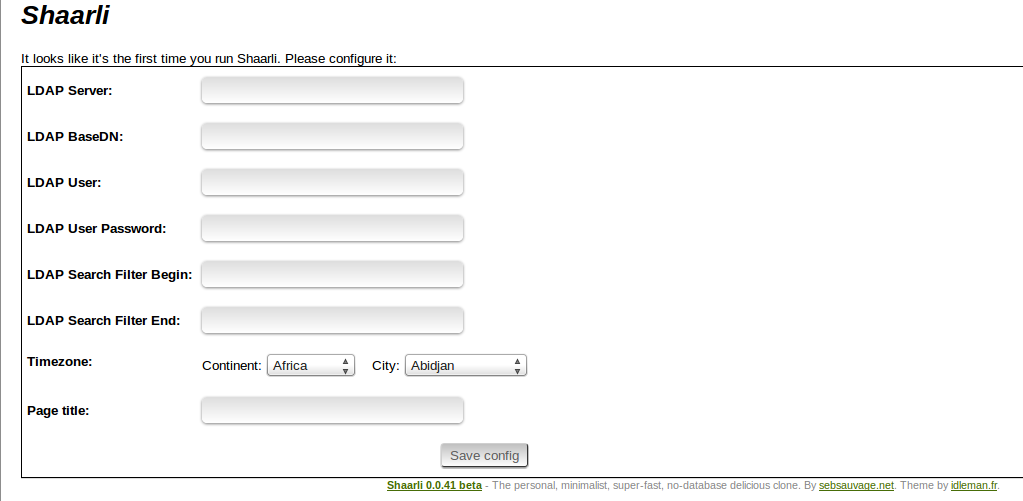 Shaarli
It looks like it's the first time you run Shaarli. Please configure it:
LDAP Server:
LDAP BaseDN:
LDAP User:
LDAP User Password:
LDAP Search Filter Begin:
LDAP Search Filter End:
Timezone: Continent: Africa City: Abidjan
Page title:
Save config
Shaarli 0.0.41 beta - The personal, minimalist, super-fast, no-database delicious clone. By sebsauvage.net. Theme by idleman.fr.